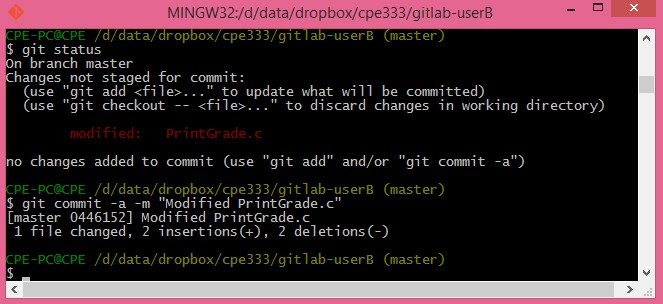 MINGW32:/d/data/dropbox/cpe333/gitlab-userB
CPE-PC@CPE /d/data/dropbox/cpe333/gitlab-userB (master)
$ git status
On branch master
Changes not staged for commit:
  (use "git add <file>..." to update what will be committed)
  (use "git checkout -- <file>..." to discard changes in working directory)
        modified:   PrintGrade.c
no changes added to commit (use "git add" and/or "git commit -a")
CPE-PC@CPE /d/data/dropbox/cpe333/gitlab-userB (master)
$ git commit -a -m "Modified PrintGrade.c"
[master 0446152] Modified PrintGrade.c
 1 file changed, 2 insertions(+), 2 deletions(-)
CPE-PC@CPE /d/data/dropbox/cpe333/gitlab-userB (master)
$